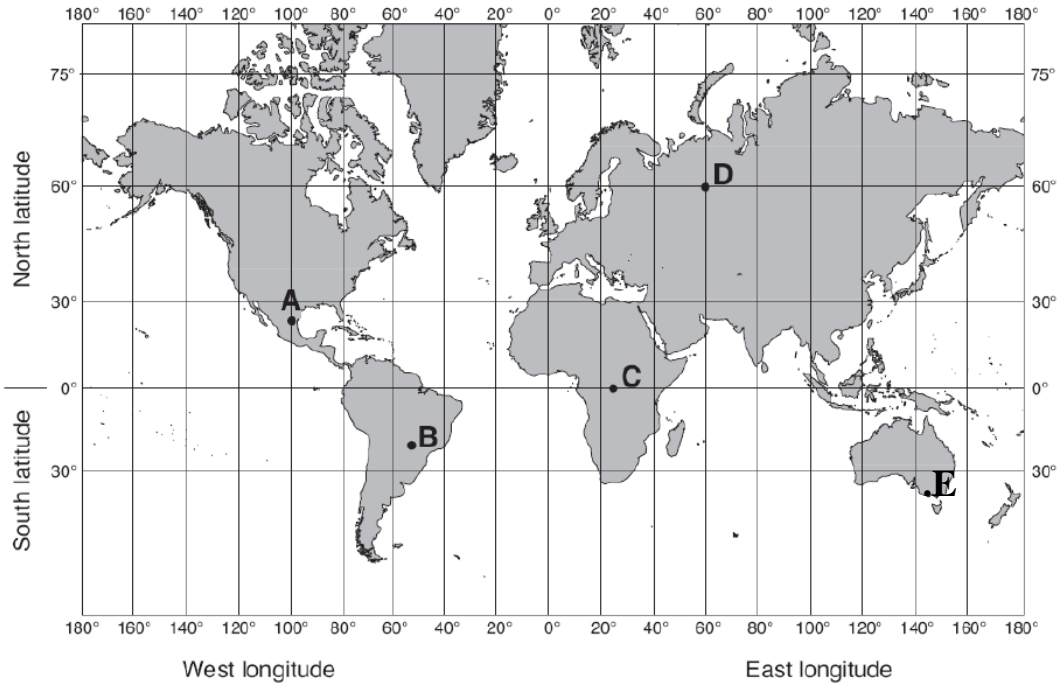 180° 160° 140° 120° 100° 80° 60° 40° 20° 0° 20° 40° 60° 80° 100° 120° 140° 160° 180°
75° 75°
North latitude
60° D 60°
30° A 30°
0° C 0°
South latitude
B
30° 30°
.E
180° 160° 140° 120° 100° 80° 60° 40° 20° 0° 20° 40° 60° 80° 100° 120° 140° 160° 180°
West longitude East longitude